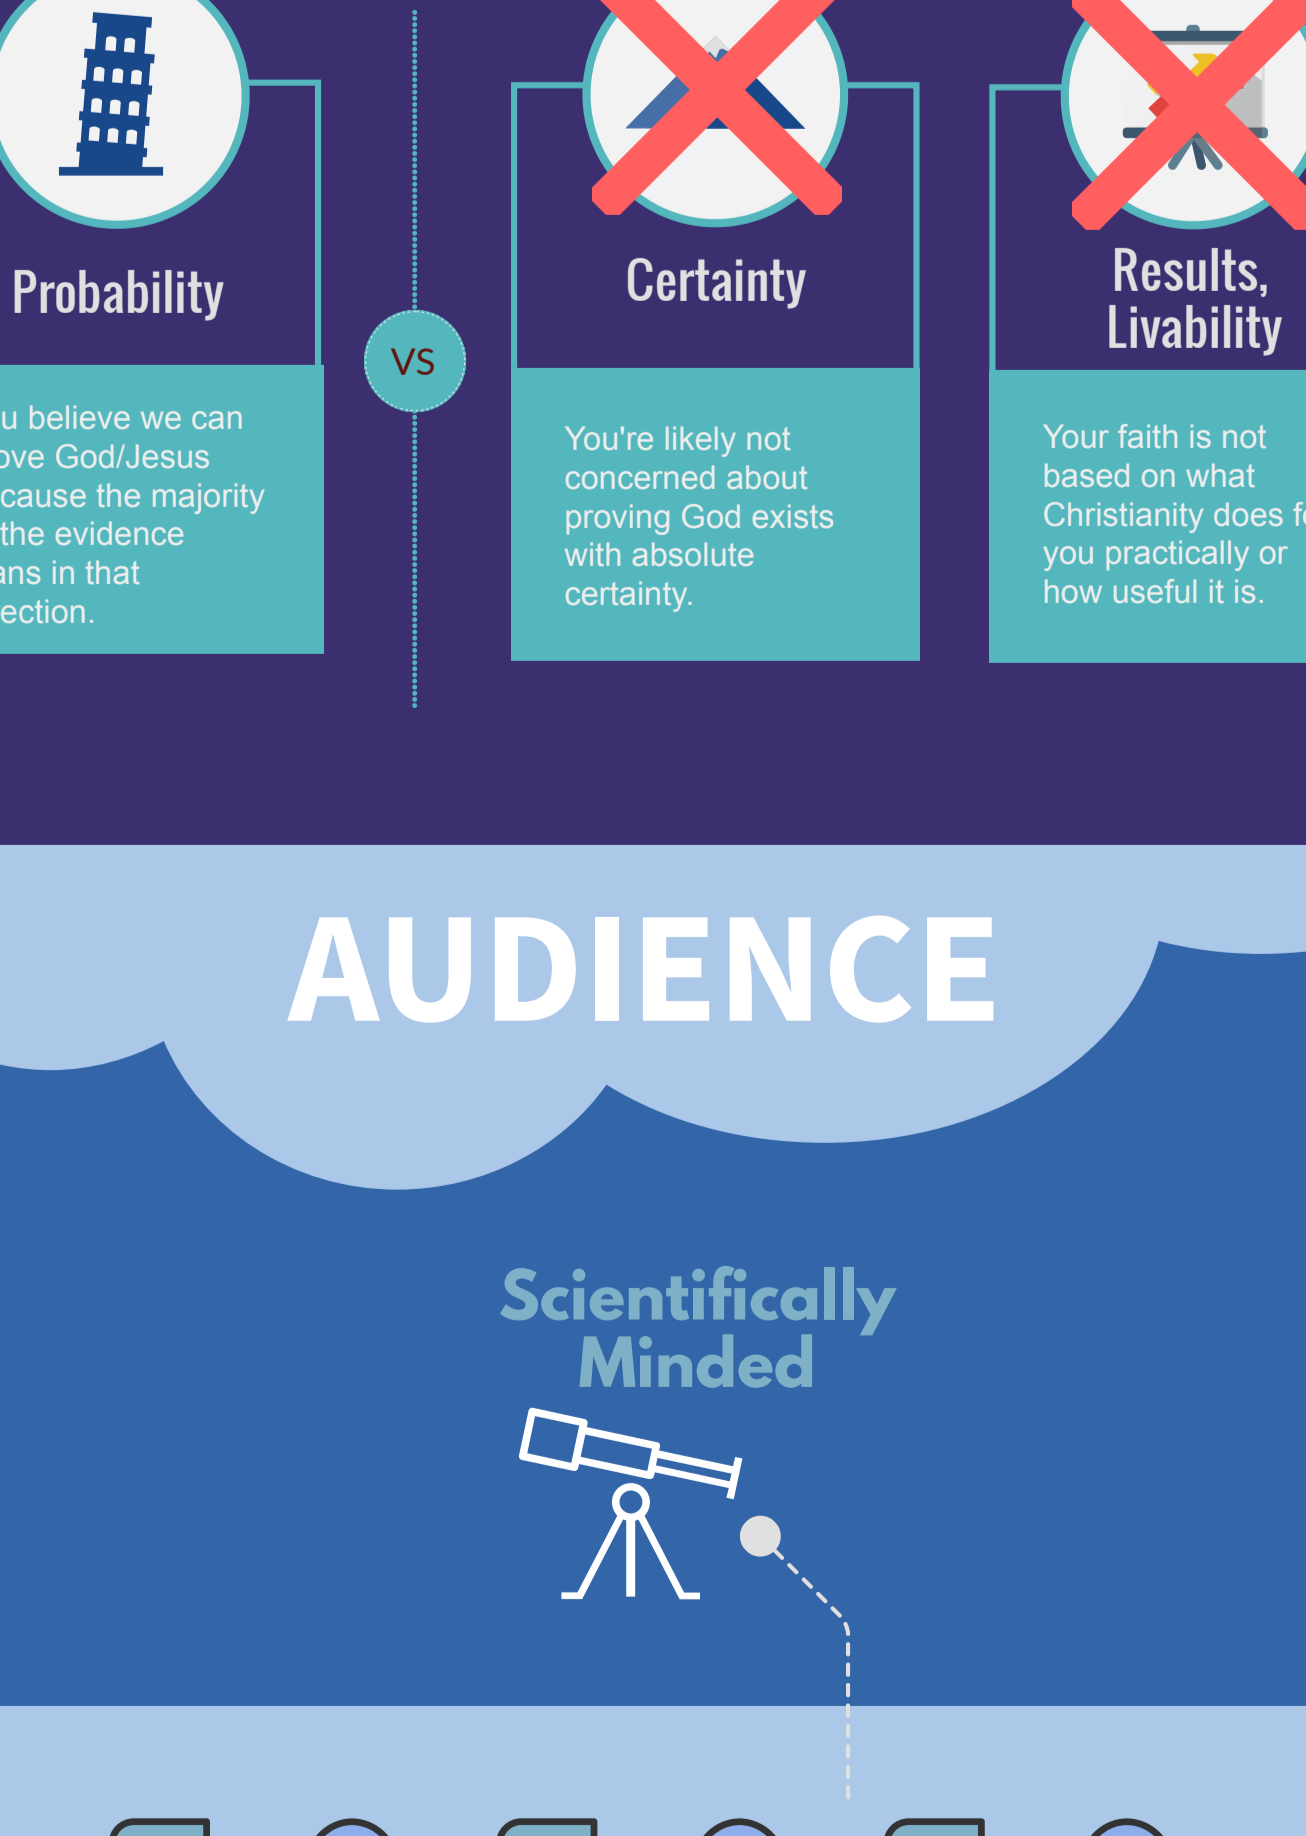 Probability
VS
Certainty
Results,
Livability
u believe we can
ove God/Jesus
cause the majority
the evidence
ans in that
ection.
You're likely not
concerned about
proving God exists
with absolute
certainty.
Your faith is not
based on what
Christianity does fo
you practically or
how useful it is.
AUDIENCE
Scientifically
Minded